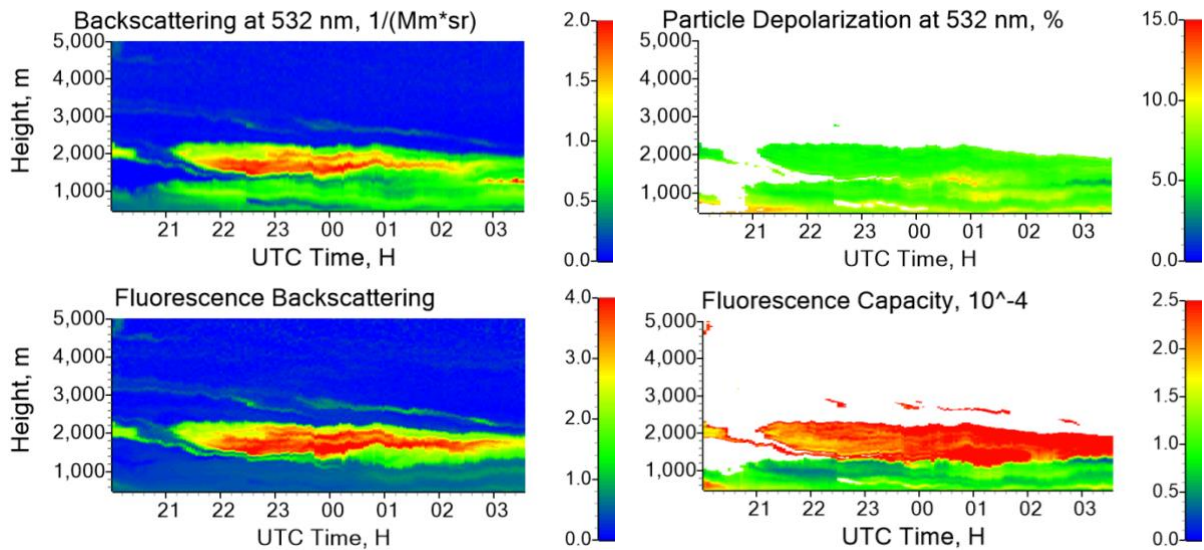 Backscattering at 532 nm, 1/(Mm*sr)
5,000
4,000
3,000
2,000
1,000
Height, m
21 22 23 00 01 02 03
UTC Time, H
2.0
1.5
1.0
0.5
0.0
Particle Depolarization at 532 nm, %
5,000
4,000
3,000
2,000
1,000
21 22 23 00 01 02 03
UTC Time, H
15.0
10.0
5.0
0.0
Fluorescence Backscattering
5,000
4,000
3,000
2,000
1,000
Height, m
21 22 23 00 01 02 03
UTC Time, H
4.0
3.0
2.0
1.0
0.0
Fluorescence Capacity, 10^-4
5,000
4,000
3,000
2,000
1,000
21 22 23 00 01 02 03
UTC Time, H
2.5
2.0
1.5
1.0
0.5
0.0